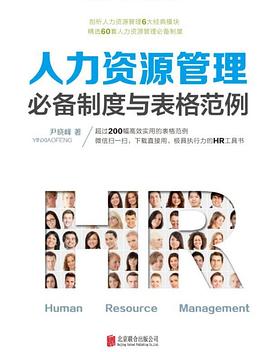 剖析人力资源管理6大经典模块
精选60套人力资源管理必备制度
人力资源管理
必备制度与表格范例
尹晓峰 著
YINXIAOFENG
超过200幅高效实用的表格范例
微信扫一扫，下载直接用、极具执行力的HR工具书
HR
Human Resource Management
北京联合出版公司
Beijing United Publishing Co.,Ltd.